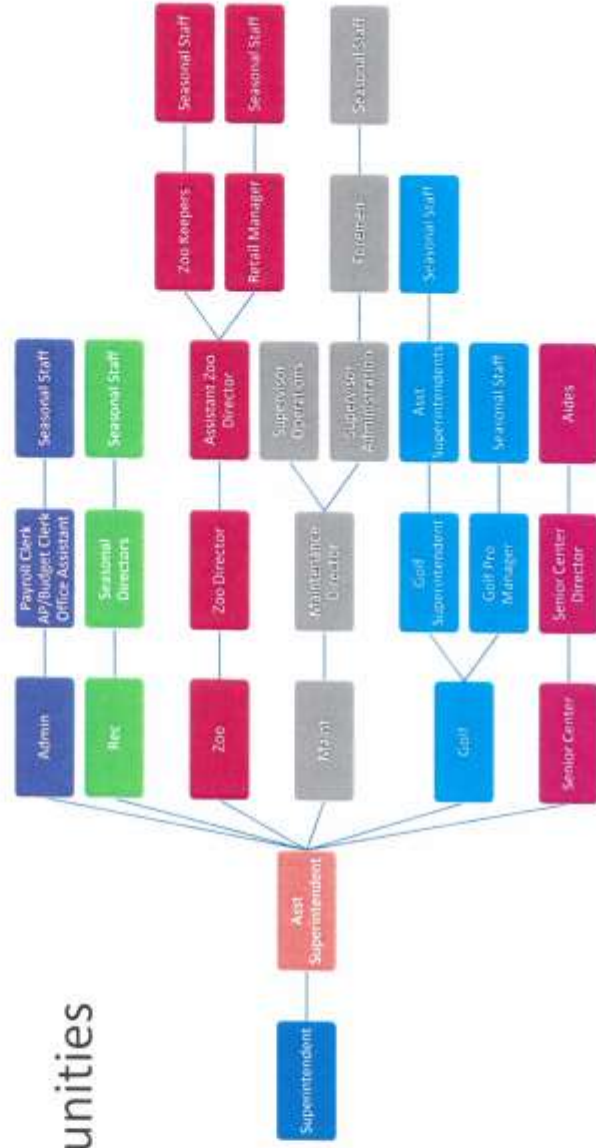 unities
Superintendent
Asst
Superintendent
Admin
Payroll Clerk
AP/Budget Clerk
Office Assistant
Seasonal Staff
Rec
Seasonal
Directors
Seasonal Staff
Zoo
Zoo Director
Assistant Zoo
Director
Zoo Keepers
Seasonal Staff
Retail Manager
Seasonal Staff
Maint
Maintenance
Director
Supervisor
Operations
Supervisor
Administration
Foremen
Seasonal Staff
Golf
Golf
Superintendent
Asst
Superintendents
Seasonal Staff
Golf Pro
Manager
Seasonal Staff
Senior Center
Senior Center
Director
Aides